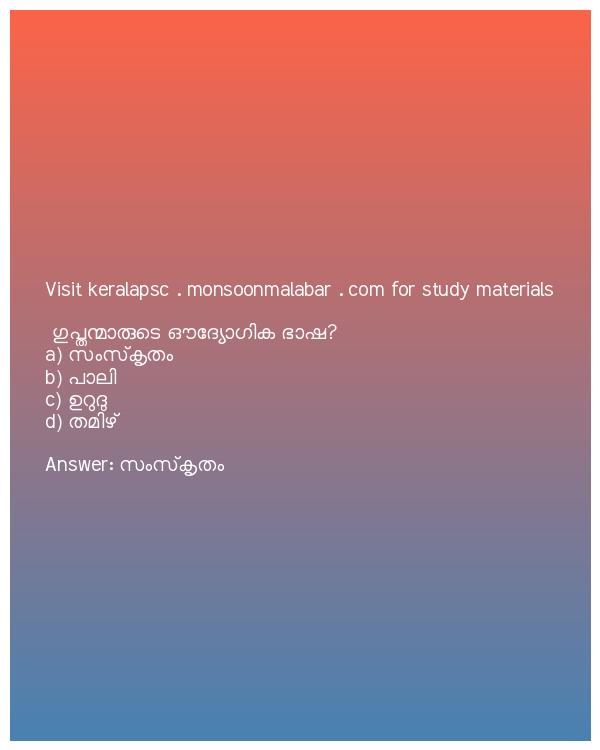 Visit keralapsc . monsoonmalabar . com for study materials
ഗുപ്തന്മാരുടെ ഔദ്യോഗിക ഭാഷ?
a) സംസ്കൃതം
b) പാലി
c) ഉറുദു
d) തമിഴ്
Answer: സംസ്കൃതം